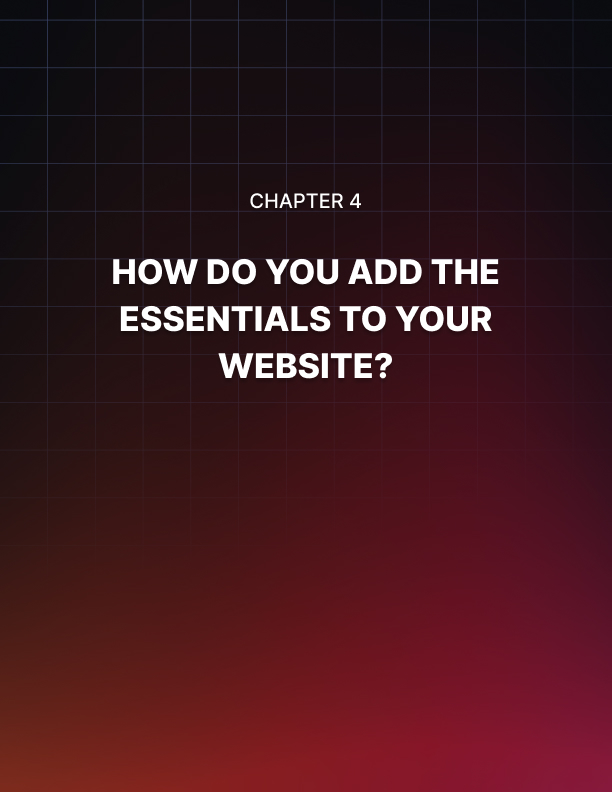 CHAPTER 4
HOW DO YOU ADD THE
ESSENTIALS TO YOUR
WEBSITE?